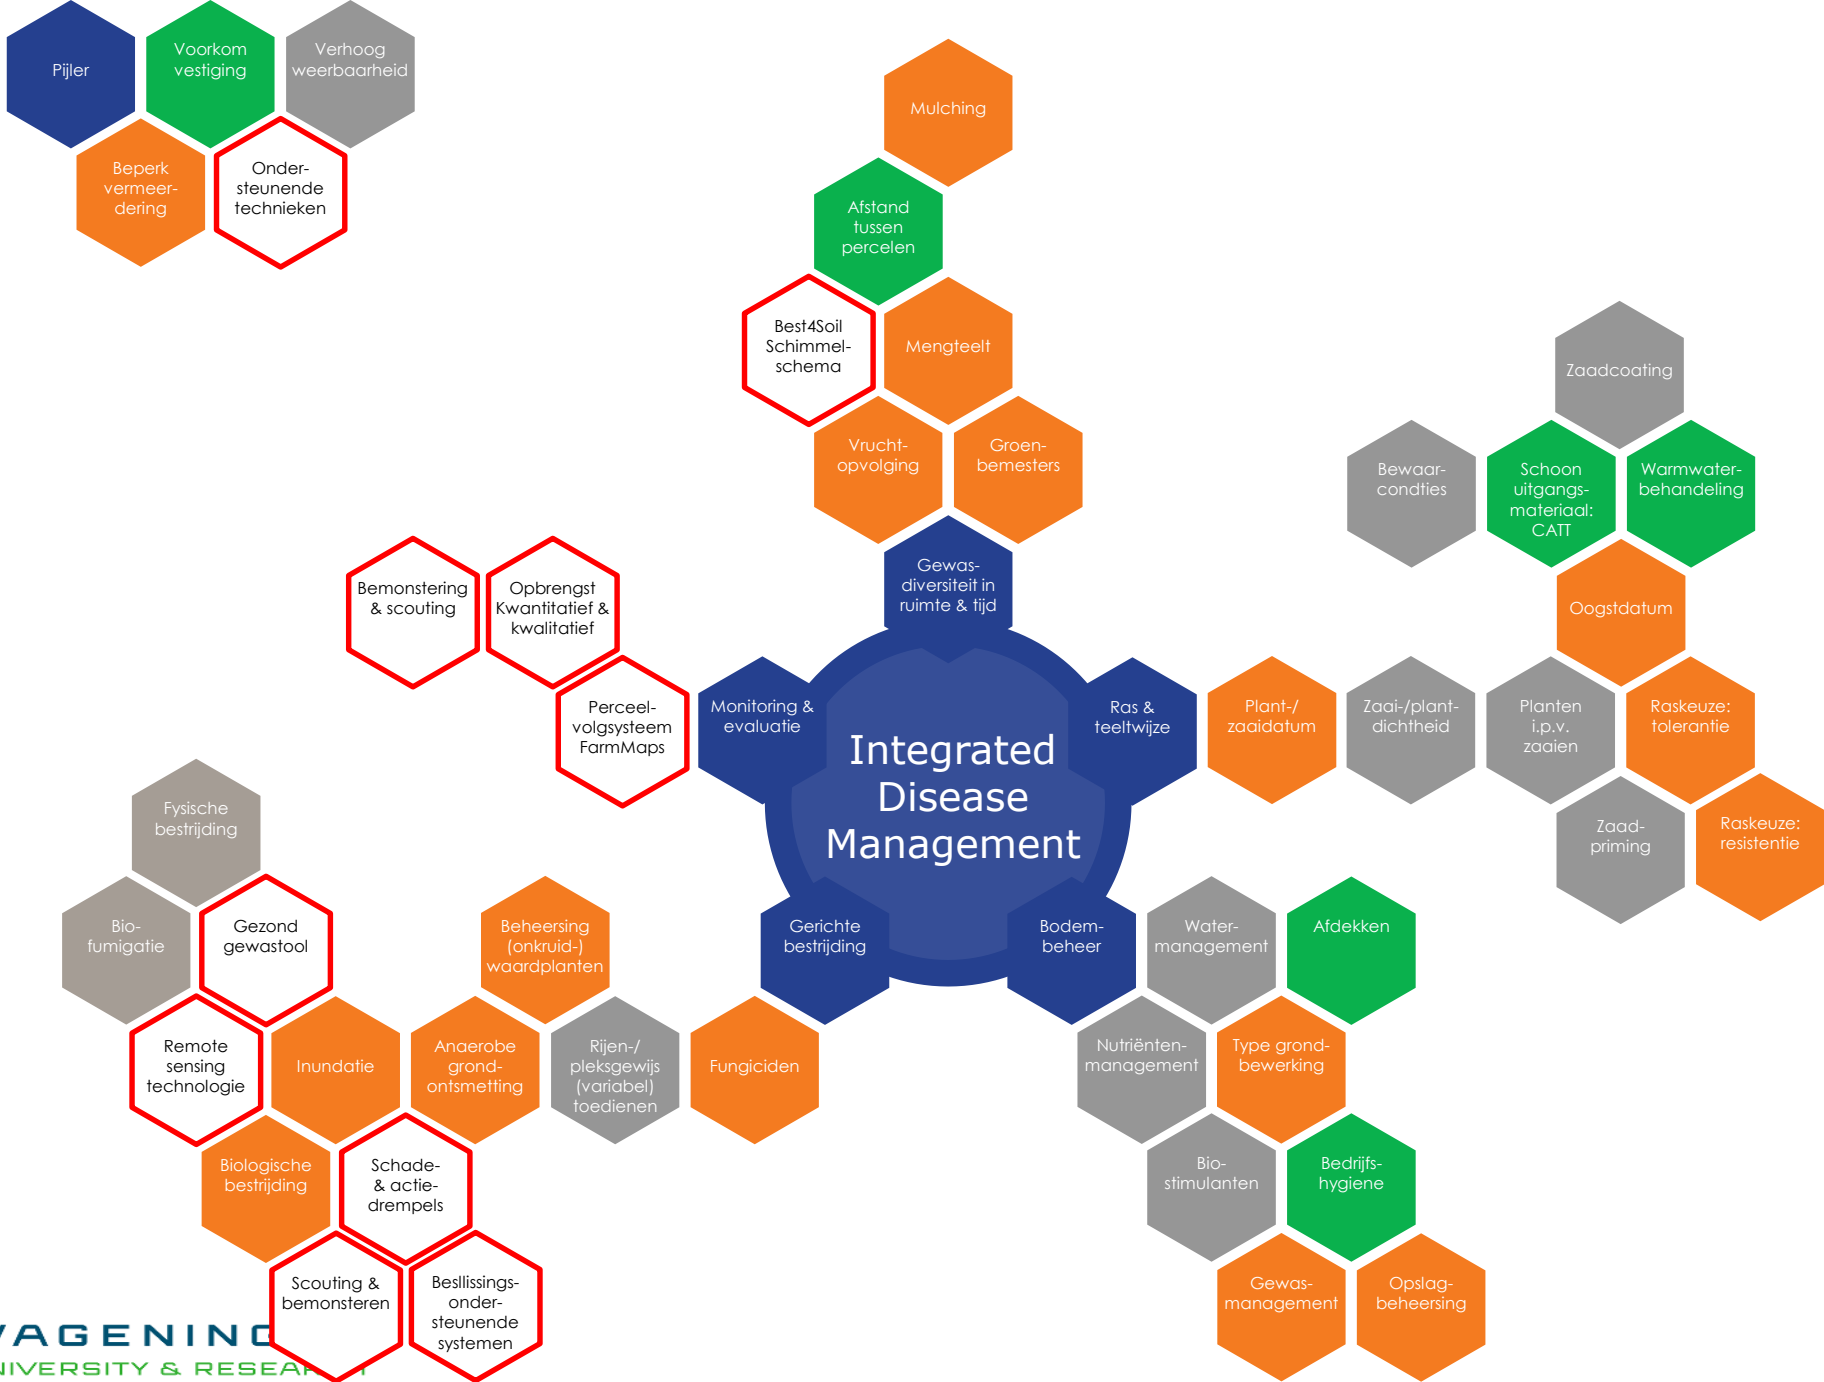 Pijler
Voorkom
vestiging
Verhoog
weerbaarheid
Beperk
vermeer-
dering
Onder-
steunende
technieken
Mulching
Afstand
tussen
percelen
Best4Soil
Schimmel-
schema
Mengteelt
Vrucht-
opvolging
Groen-
bemesters
Gewas-
diversiteit in
ruimte & tijd
Zaadcoating
Bewaar-
condties
Schoon
uitgangs-
materiaal:
CATT
Warmwater-
behandeling
Oogstdatum
Bemonstering
& scouting
Opbrengst
Kwantitatief &
kwalitatief
Perceel-
volgsysteem
FarmMaps
Monitoring &
evaluatie
Integrated
Disease
Management
Ras &
teeltwijze
Plant-/
zaaidatum
Zaai-/plant-
dichtheid
Planten
i.p.v.
zaaien
Raskeuze:
tolerantie
Zaad-
priming
Raskeuze:
resistentie
Fysische
bestrijding
Bio-
fumigatie
Gezond
gewastool
Remote
sensing
technologie
Inundatie
Anaerobe
grond-
ontsmetting
Beheersing
(onkruid-)
waardplanten
Rijen-/
pleksgewijs
(variabel)
toedienen
Fungiciden
Gerichte
bestrijding
Biologische
bestrijding
Schade-
& actie-
drempels
Scouting &
bemonsteren
Besllissings-
onder-
steunende
systemen
Bodem-
beheer
Water-
management
Afdekken
Nutriënten-
management
Type grond-
bewerking
Bio-
stimulanten
Bedrijfs-
hygiene
Gewas-
management
Opslag-
beheersing
UNIVERSITY &